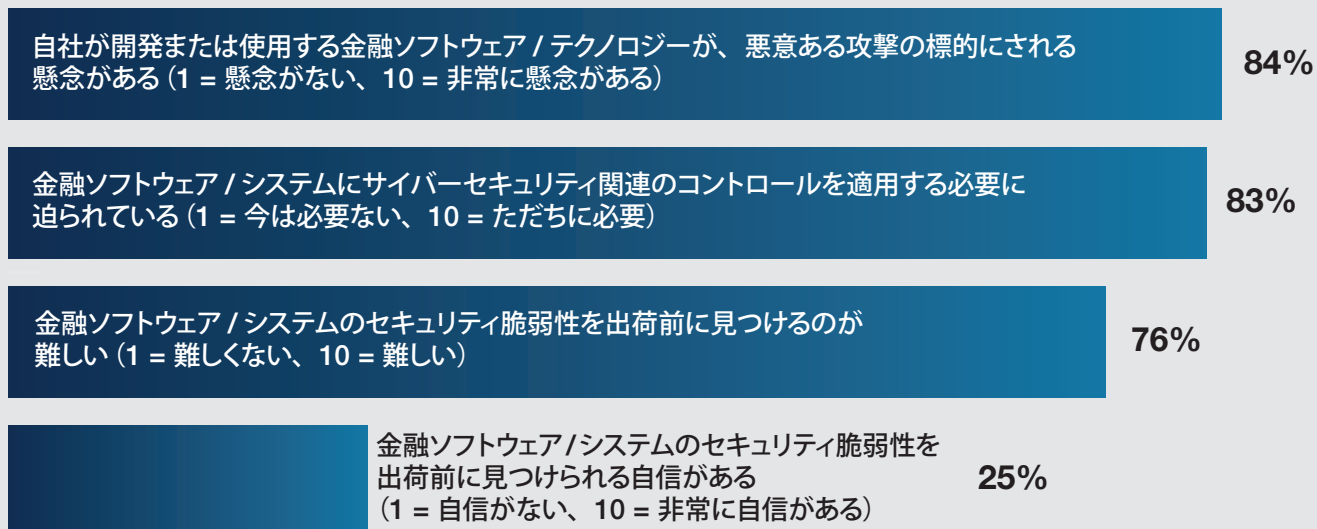 自社が開発または使用する金融ソフトウェア / テクノロジーが、悪意ある攻撃の標的にされる
懸念がある（1 = 懸念がない、10 = 非常に懸念がある）
84%
金融ソフトウェア / システムにサイバーセキュリティ関連のコントロールを適用する必要に
迫られている（1 = 今は必要ない、10 = ただちに必要）
83%
金融ソフトウェア / システムのセキュリティ脆弱性を出荷前に見つけるのが
難しい（1 = 難しくない、10 = 難しい）
76%
金融ソフトウェア/システムのセキュリティ脆弱性を
出荷前に見つけられる自信がある
（1 = 自信がない、10 = 非常に自信がある）
25%